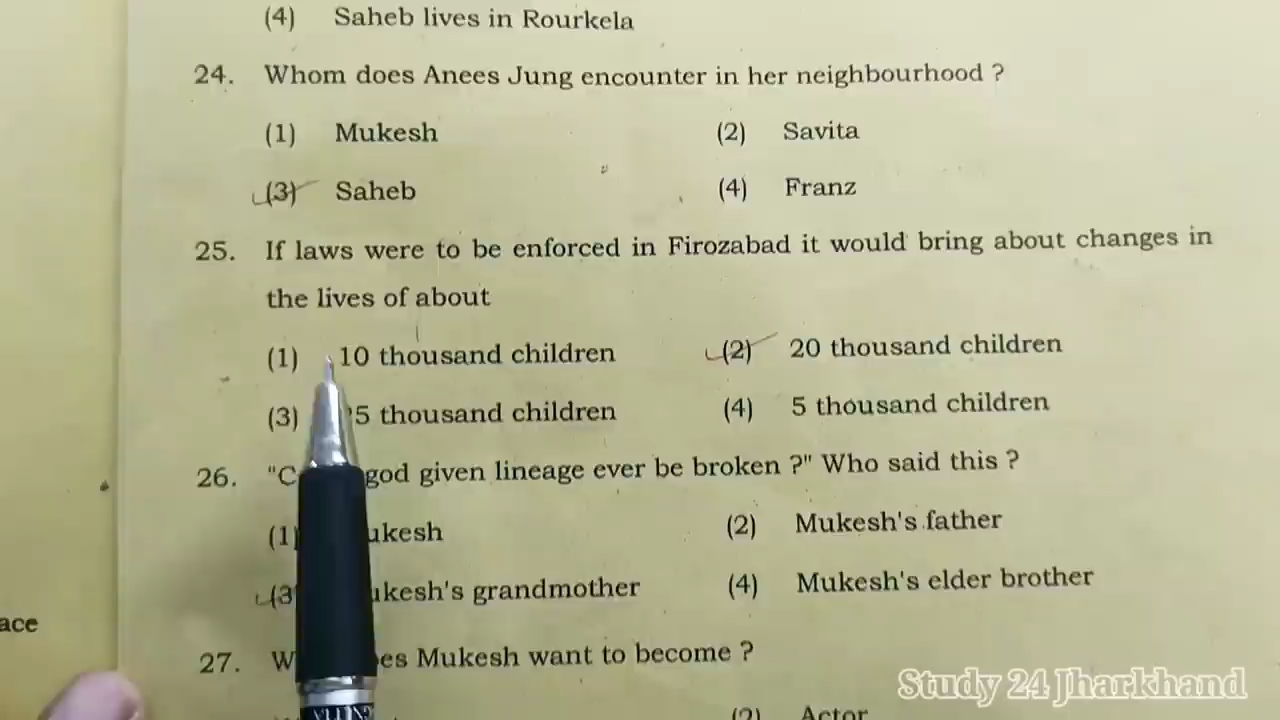 (4) Saheb lives in Rourkela
24. Whom does Anees Jung encounter in her neighbourhood ?
(1) Mukesh (2) Savita
(3) Saheb (4) Franz
25. If laws were to be enforced in Firozabad it would bring about changes in
the lives of about
(1) 10 thousand children (2) 20 thousand children
(3) 5 thousand children (4) 5 thousand children
26. "C god given lineage ever be broken ?" Who said this ?
(1) ukesh (2) Mukesh's father
(3 ukesh's grandmother (4) Mukesh's elder brother
ace
27. W es Mukesh want to become ?
(2) Actor
Study 24 Jharkhand